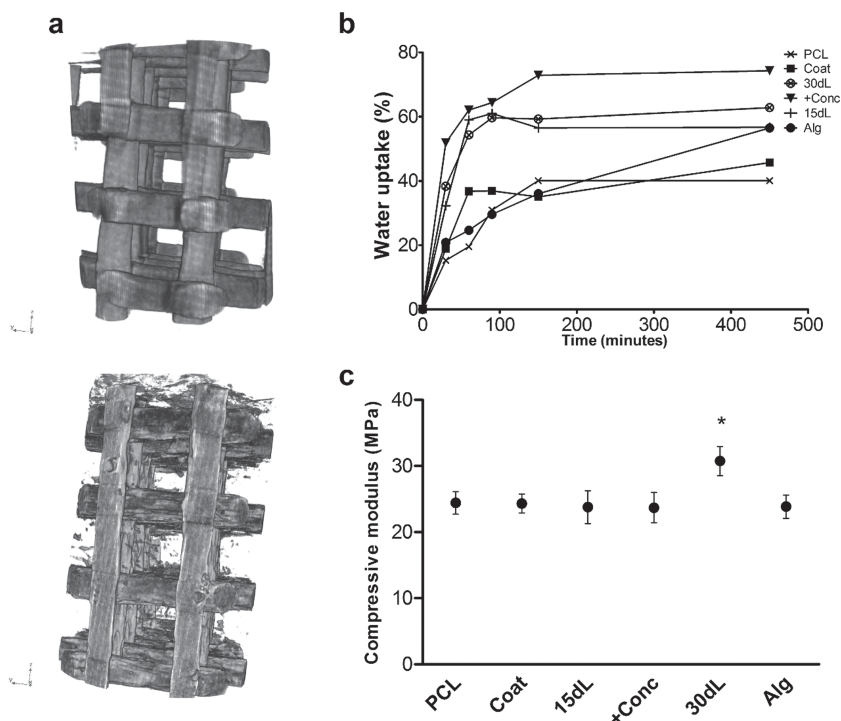 a
b
80
60
40
20
0
Water uptake (%)
0 100 200 300 400 500
Time (minutes)
PCL
Coat
30dL
+Conc
15dL
Alg
c
40
30
20
10
0
Compressive modulus (MPa)
*
PCL Coat 15dL +Conc 30dL Alg